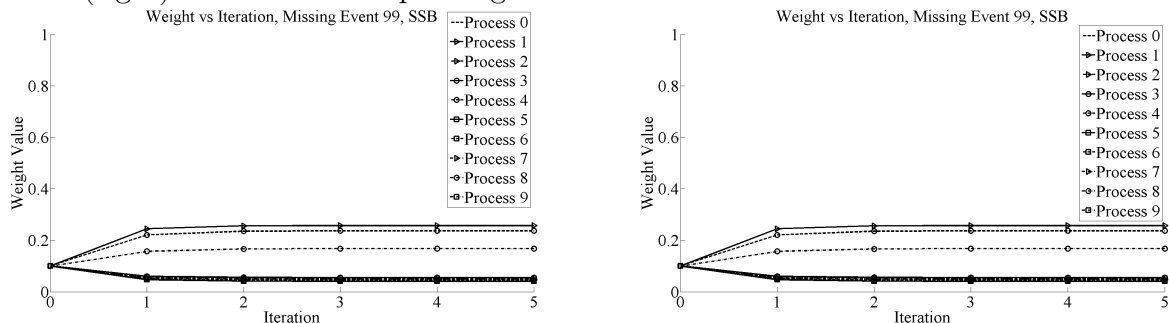 Weight vs Iteration, Missing Event 99, SSB
Process 0
Process 1
Process 2
Process 3
Process 4
Process 5
Process 6
Process 7
Process 8
Process 9
1
0.8
0.6
0.4
0.2
0
Weight Value
0 1 2 3 4 5
Iteration
Weight vs Iteration, Missing Event 99, SSB
Process 0
Process 1
Process 2
Process 3
Process 4
Process 5
Process 6
Process 7
Process 8
Process 9
1
0.8
0.6
0.4
0.2
0
Weight Value
0 1 2 3 4 5
Iteration